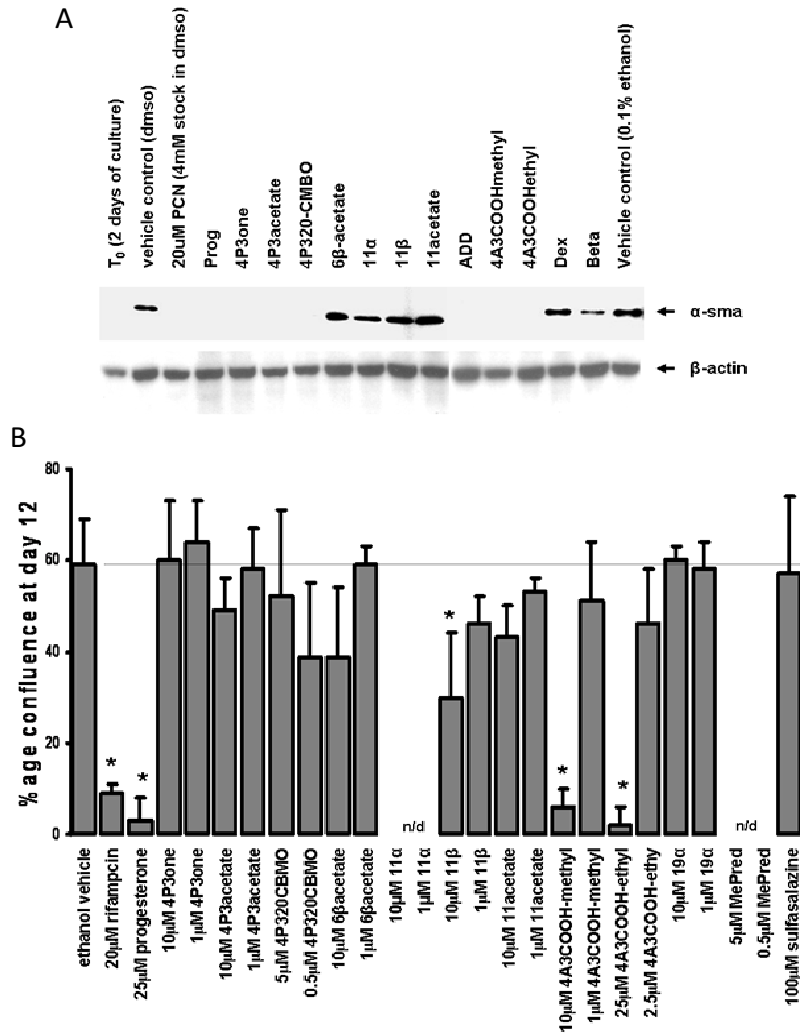 A
T0 (2 days of culture)
vehicle control (dmso)
20uM PCN (4mM stock in dmso)
Prog
4P3one
4P3acetate
4P320-CMBO
6β-acetate
11α
11β
11acetate
ADD
4A3COOHmethyl
4A3COOHethyl
Dex
Beta
Vehicle control (0.1% ethanol)
α-sma
β-actin
B
% age confluence at day 12
80
60
40
20
0
*
*
n/d
*
*
*
n/d
ethanol vehicle
20µM rifampcin
25µM progesterone
10µM 4P3one
1µM 4P3one
10µM 4P3acetate
1µM 4P3acetate
5µM 4P320CBMO
0.5µM 4P320CBMO
10µM 6βacetate
1µM 6βacetate
10µM 11α
1µM 11α
10µM 11β
1µM 11β
10µM 11acetate
1µM 11acetate
10µM 4A3COOH-methyl
1µM 4A3COOH-methyl
25µM 4A3COOH-ethyl
2.5µM 4A3COOH-ethy
10µM 19α
1µM 19α
5µM MePred
0.5µM MePred
100µM sulfasalazine